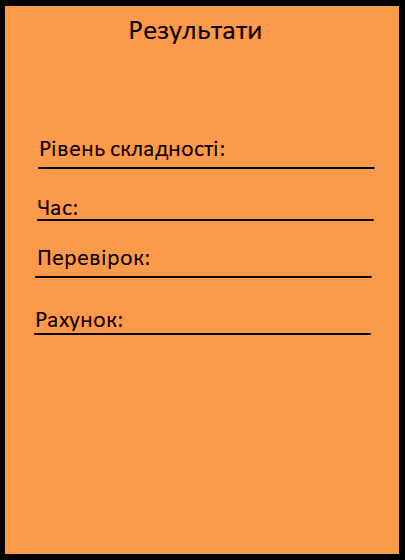 Результати
Рівень складності:
Час:
Перевірок:
Рахунок: